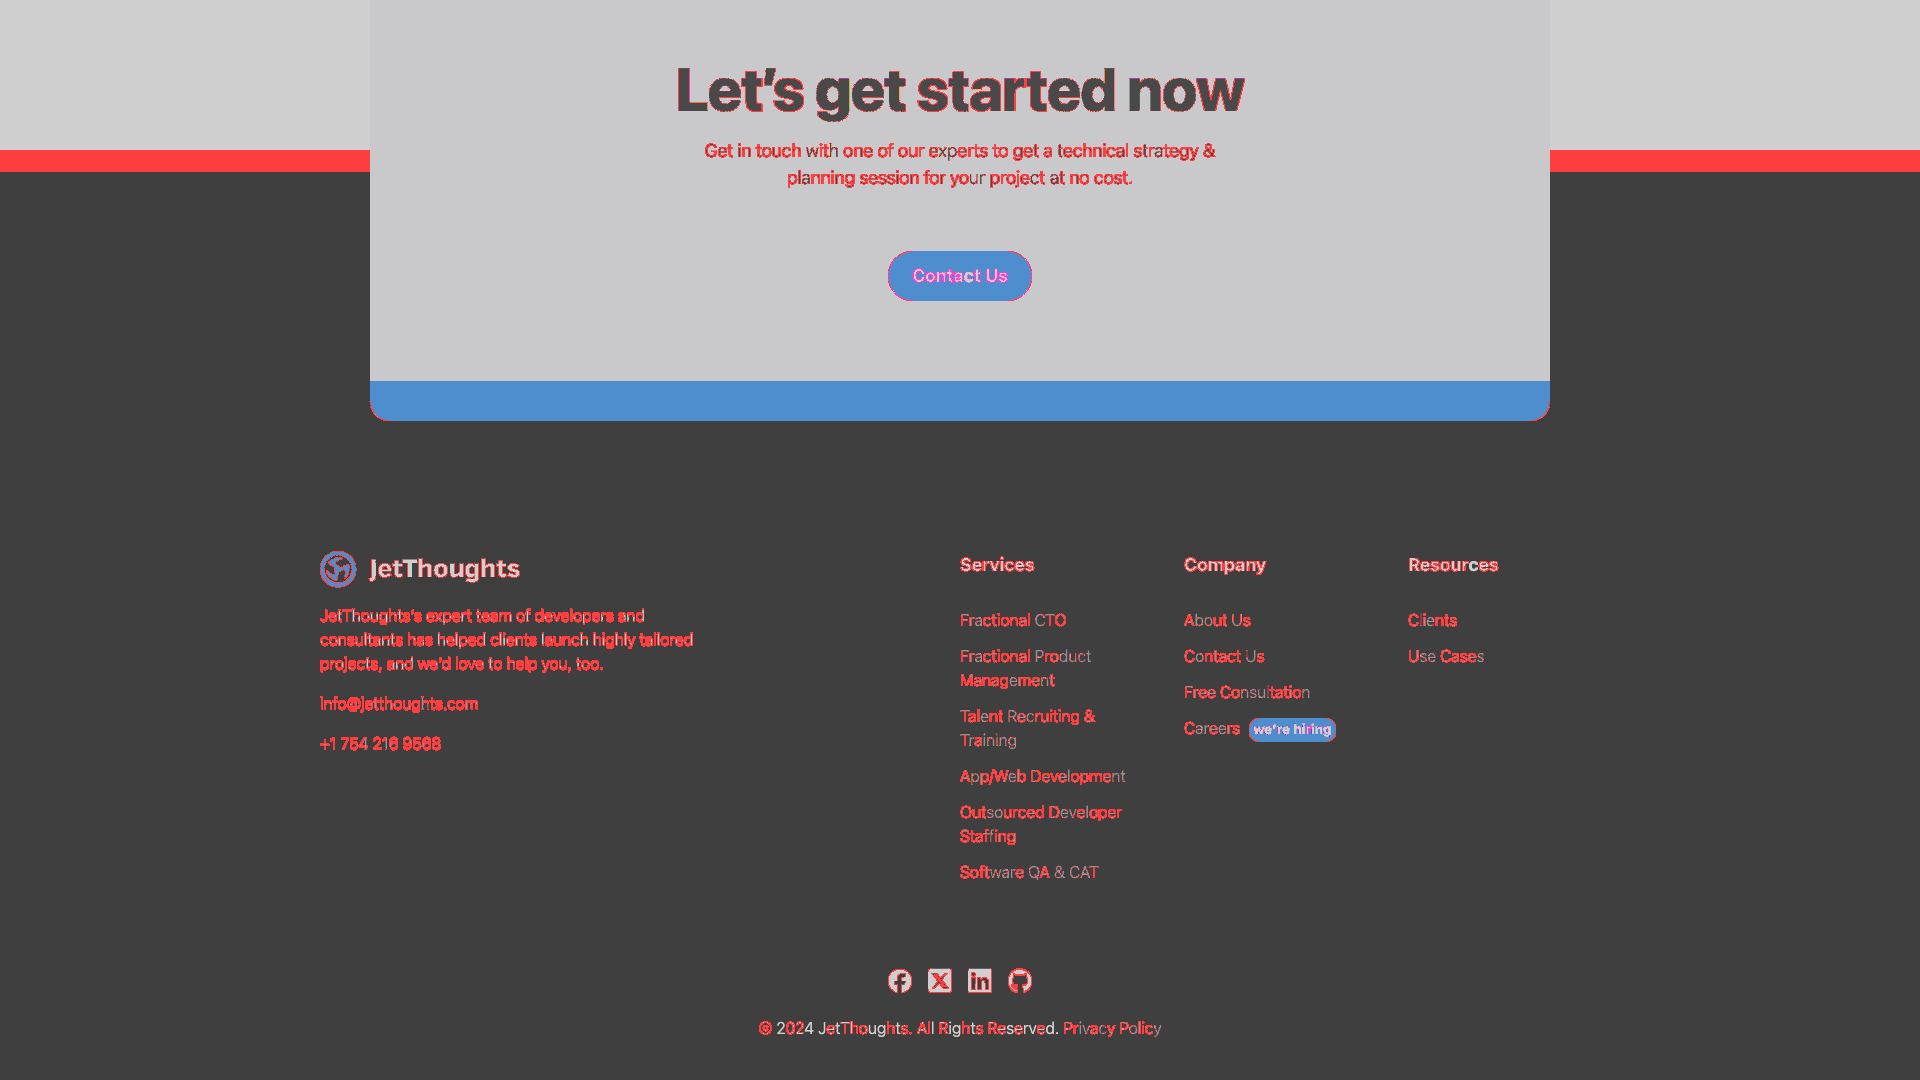 Let's get started now
Get in touch with one of our experts to get a technical strategy &
planning session for your project at no cost.
Contact Us
JetThoughts
JetThoughts's expert team of developers and
consultants has helped clients launch highly tailored
projects, and we'd love to help you, too.
info@jetthoughts.com
+1 754 216 9568
Services
Fractional CTO
Fractional Product
Management
Talent Recruiting &
Training
App/Web Development
Outsourced Developer
Staffing
Software QA & CAT
Company
About Us
Contact Us
Free Consultation
Careers we're hiring
Resources
Clients
Use Cases
© 2024 JetThoughts. All Rights Reserved. Privacy Policy